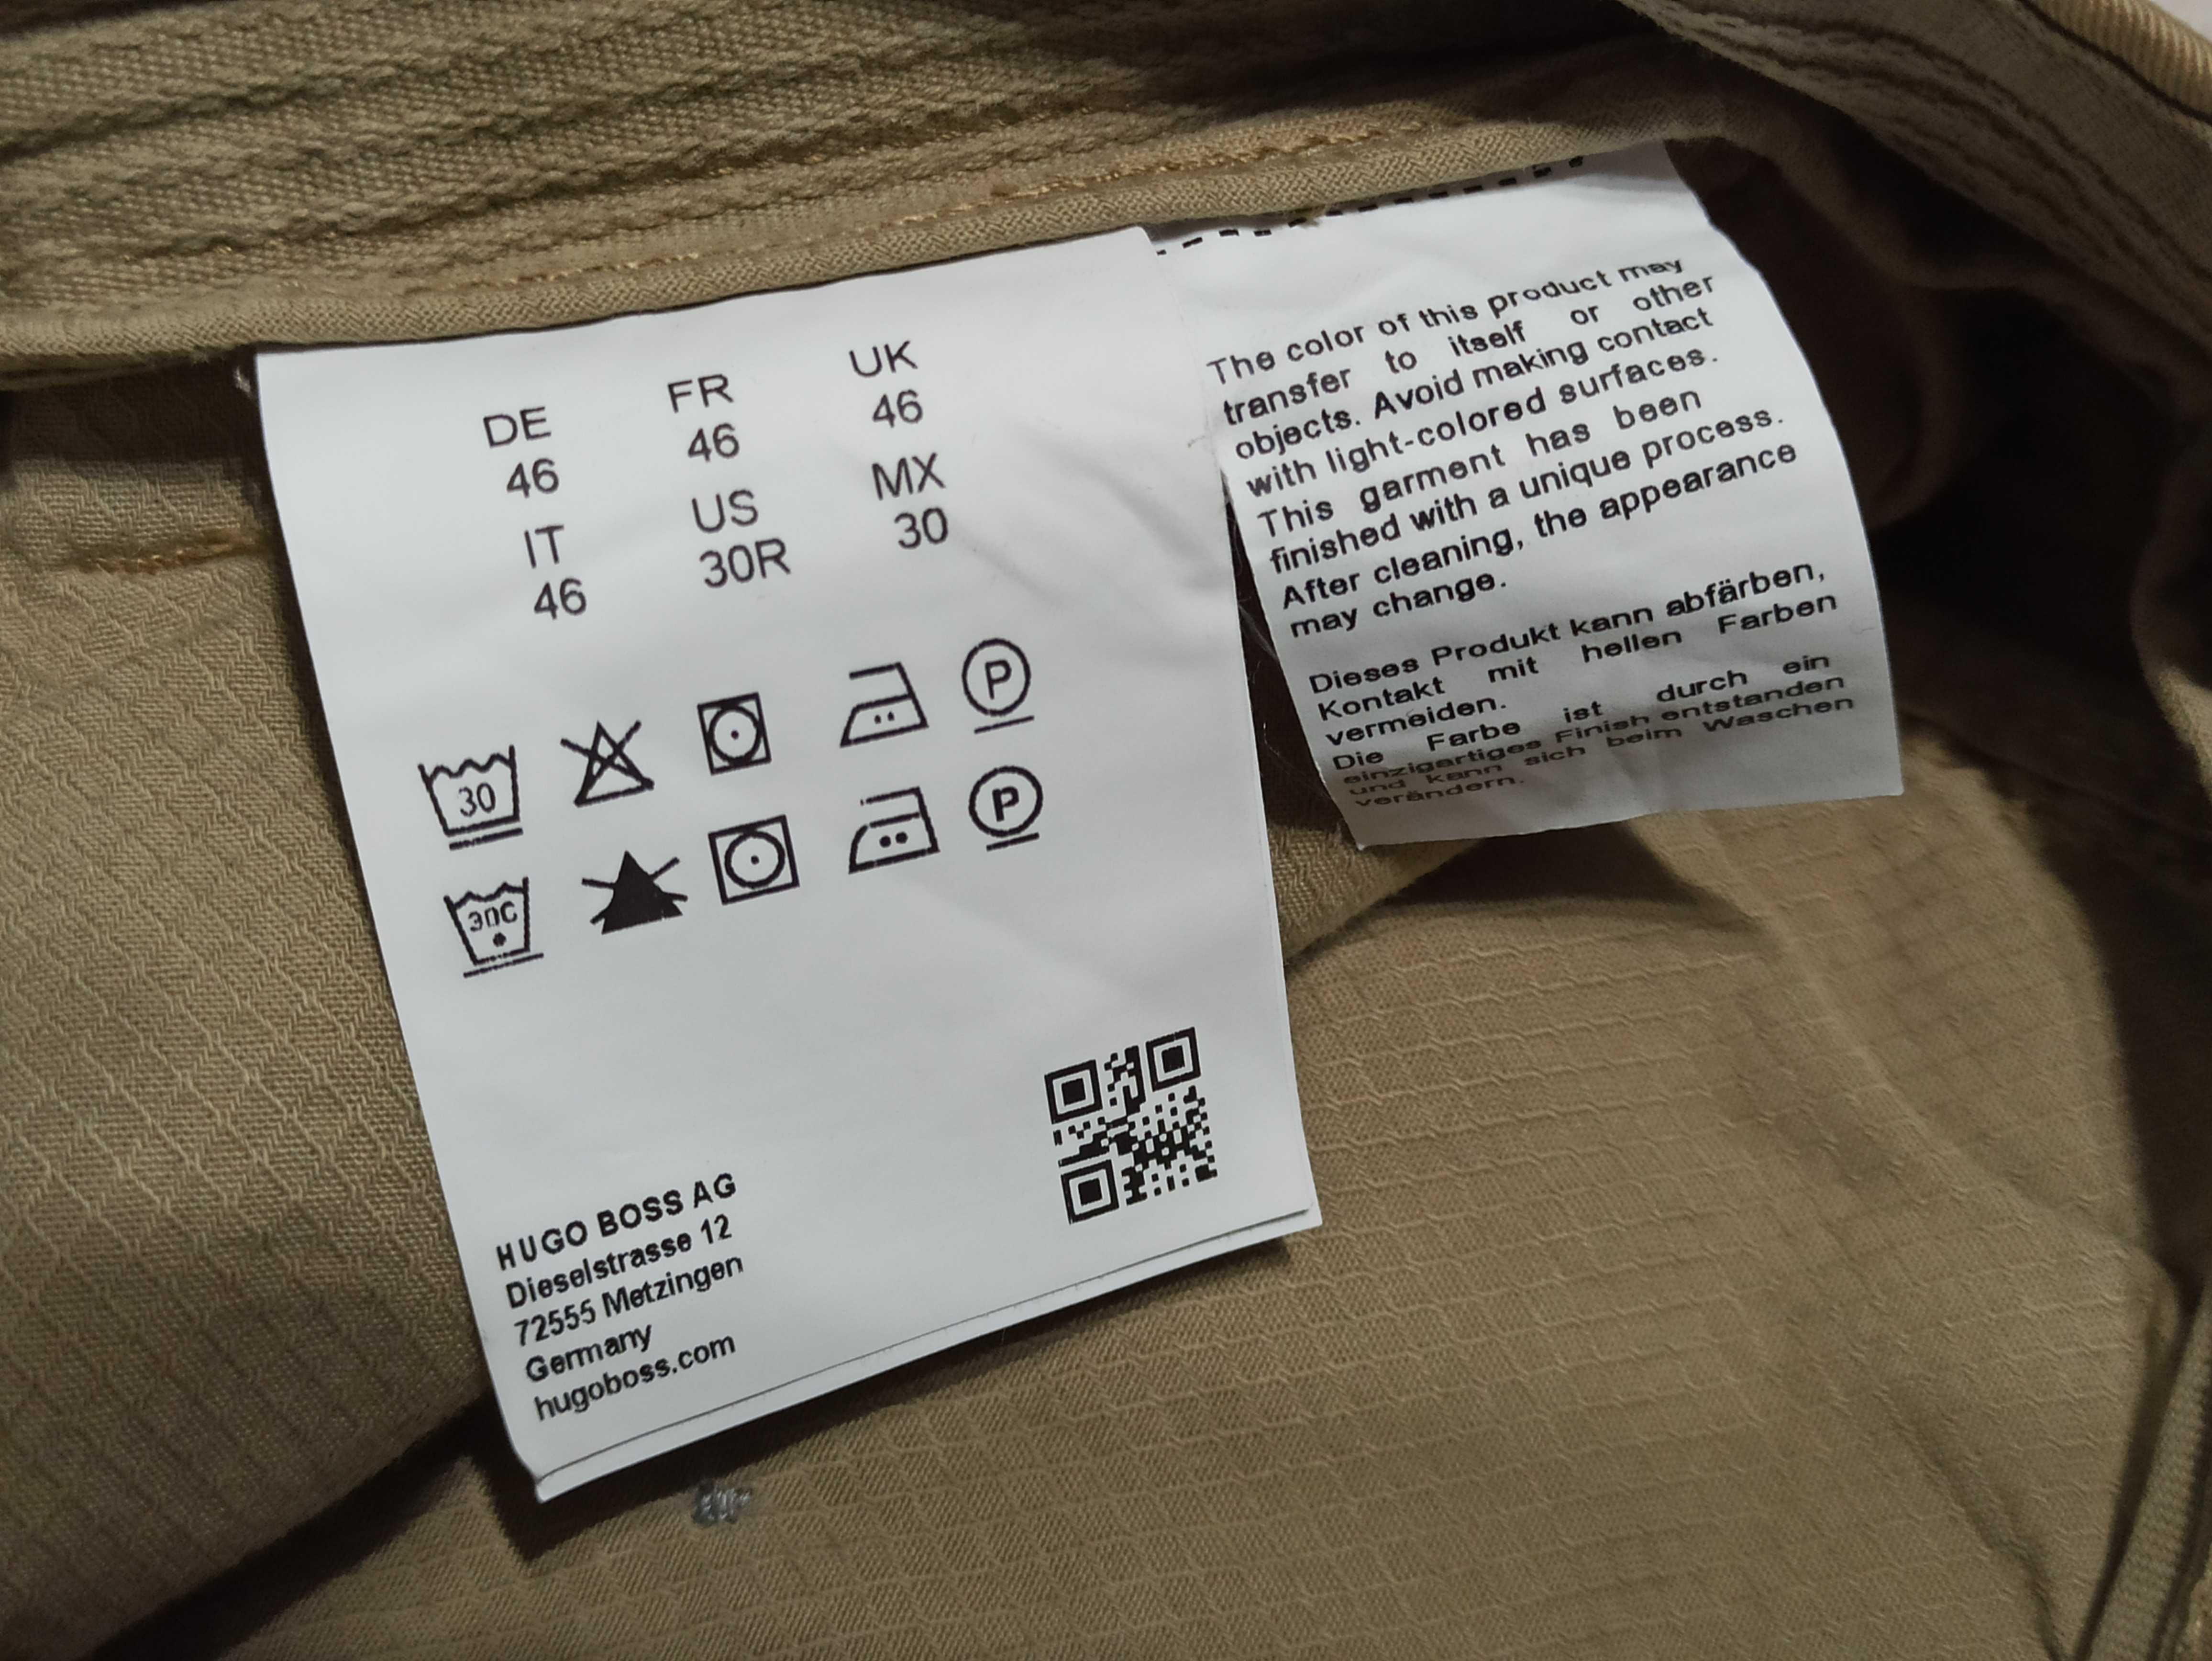 DE FR UK
46 46 46
IT US MX
46 30R 30
30 P
30C P
HUGO BOSS AG
Dieselstrasse 12
72555 Metzingen
Germany
hugoboss.com
The color of this product may
transfer to itself or other
objects. Avoid making contact
with light-colored surfaces.
This garment has been
finished with a unique process.
After cleaning, the appearance
may change.
Dieses Produkt kann abfärben,
Kontakt mit hellen Farben
vermeiden.
Die Farbe ist durch ein
einzigartiges Finish entstanden
und kann sich beim Waschen
verändern.